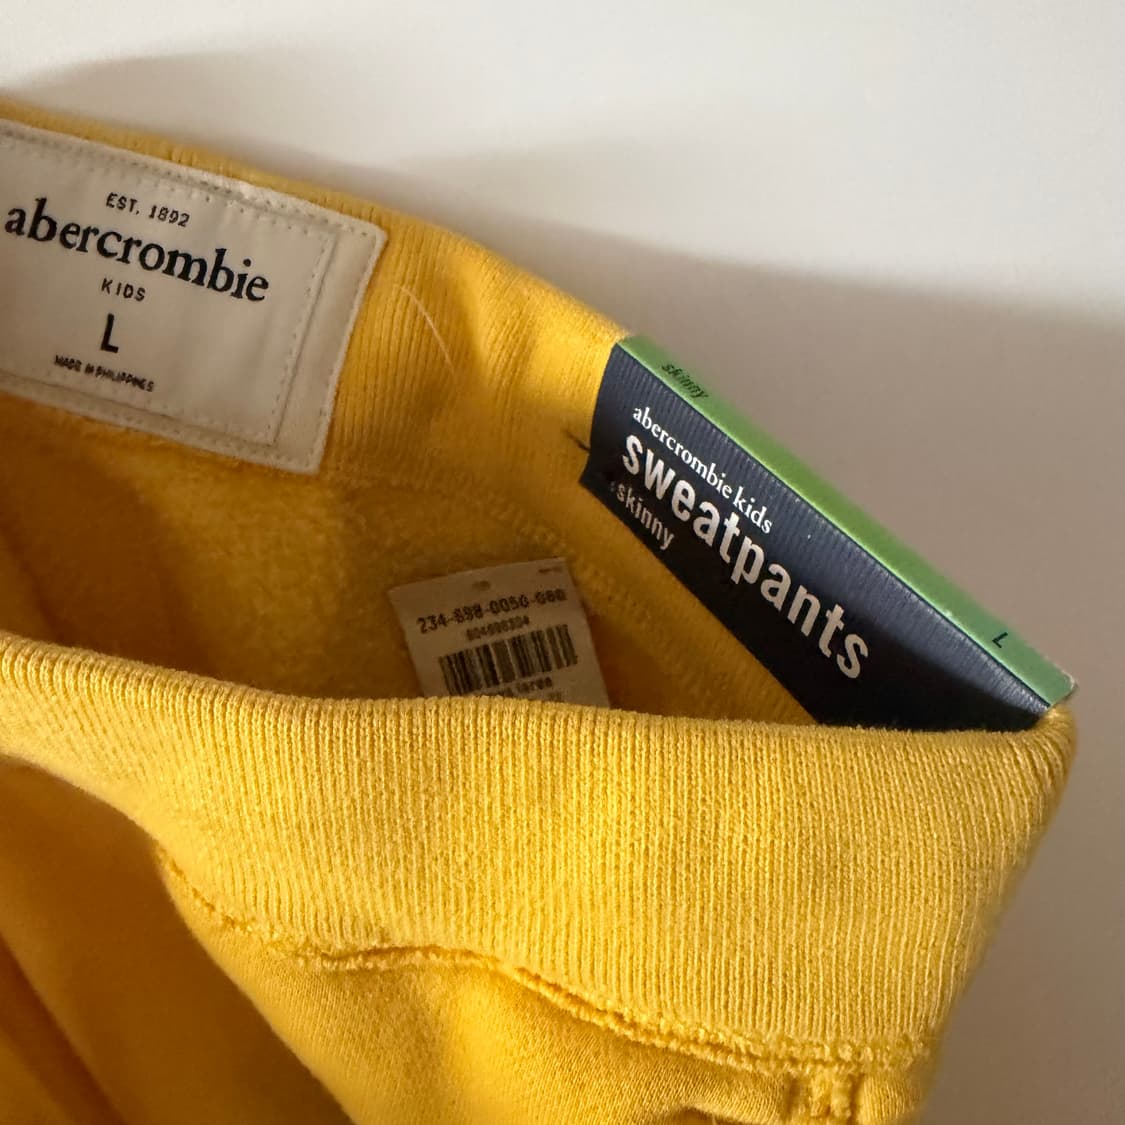 EST. 1892
abercrombie
KIDS
L
MADE IN PHILIPPINES
skinny
abercrombie kids
sweatpants
skinny
L
234-698-0050-080